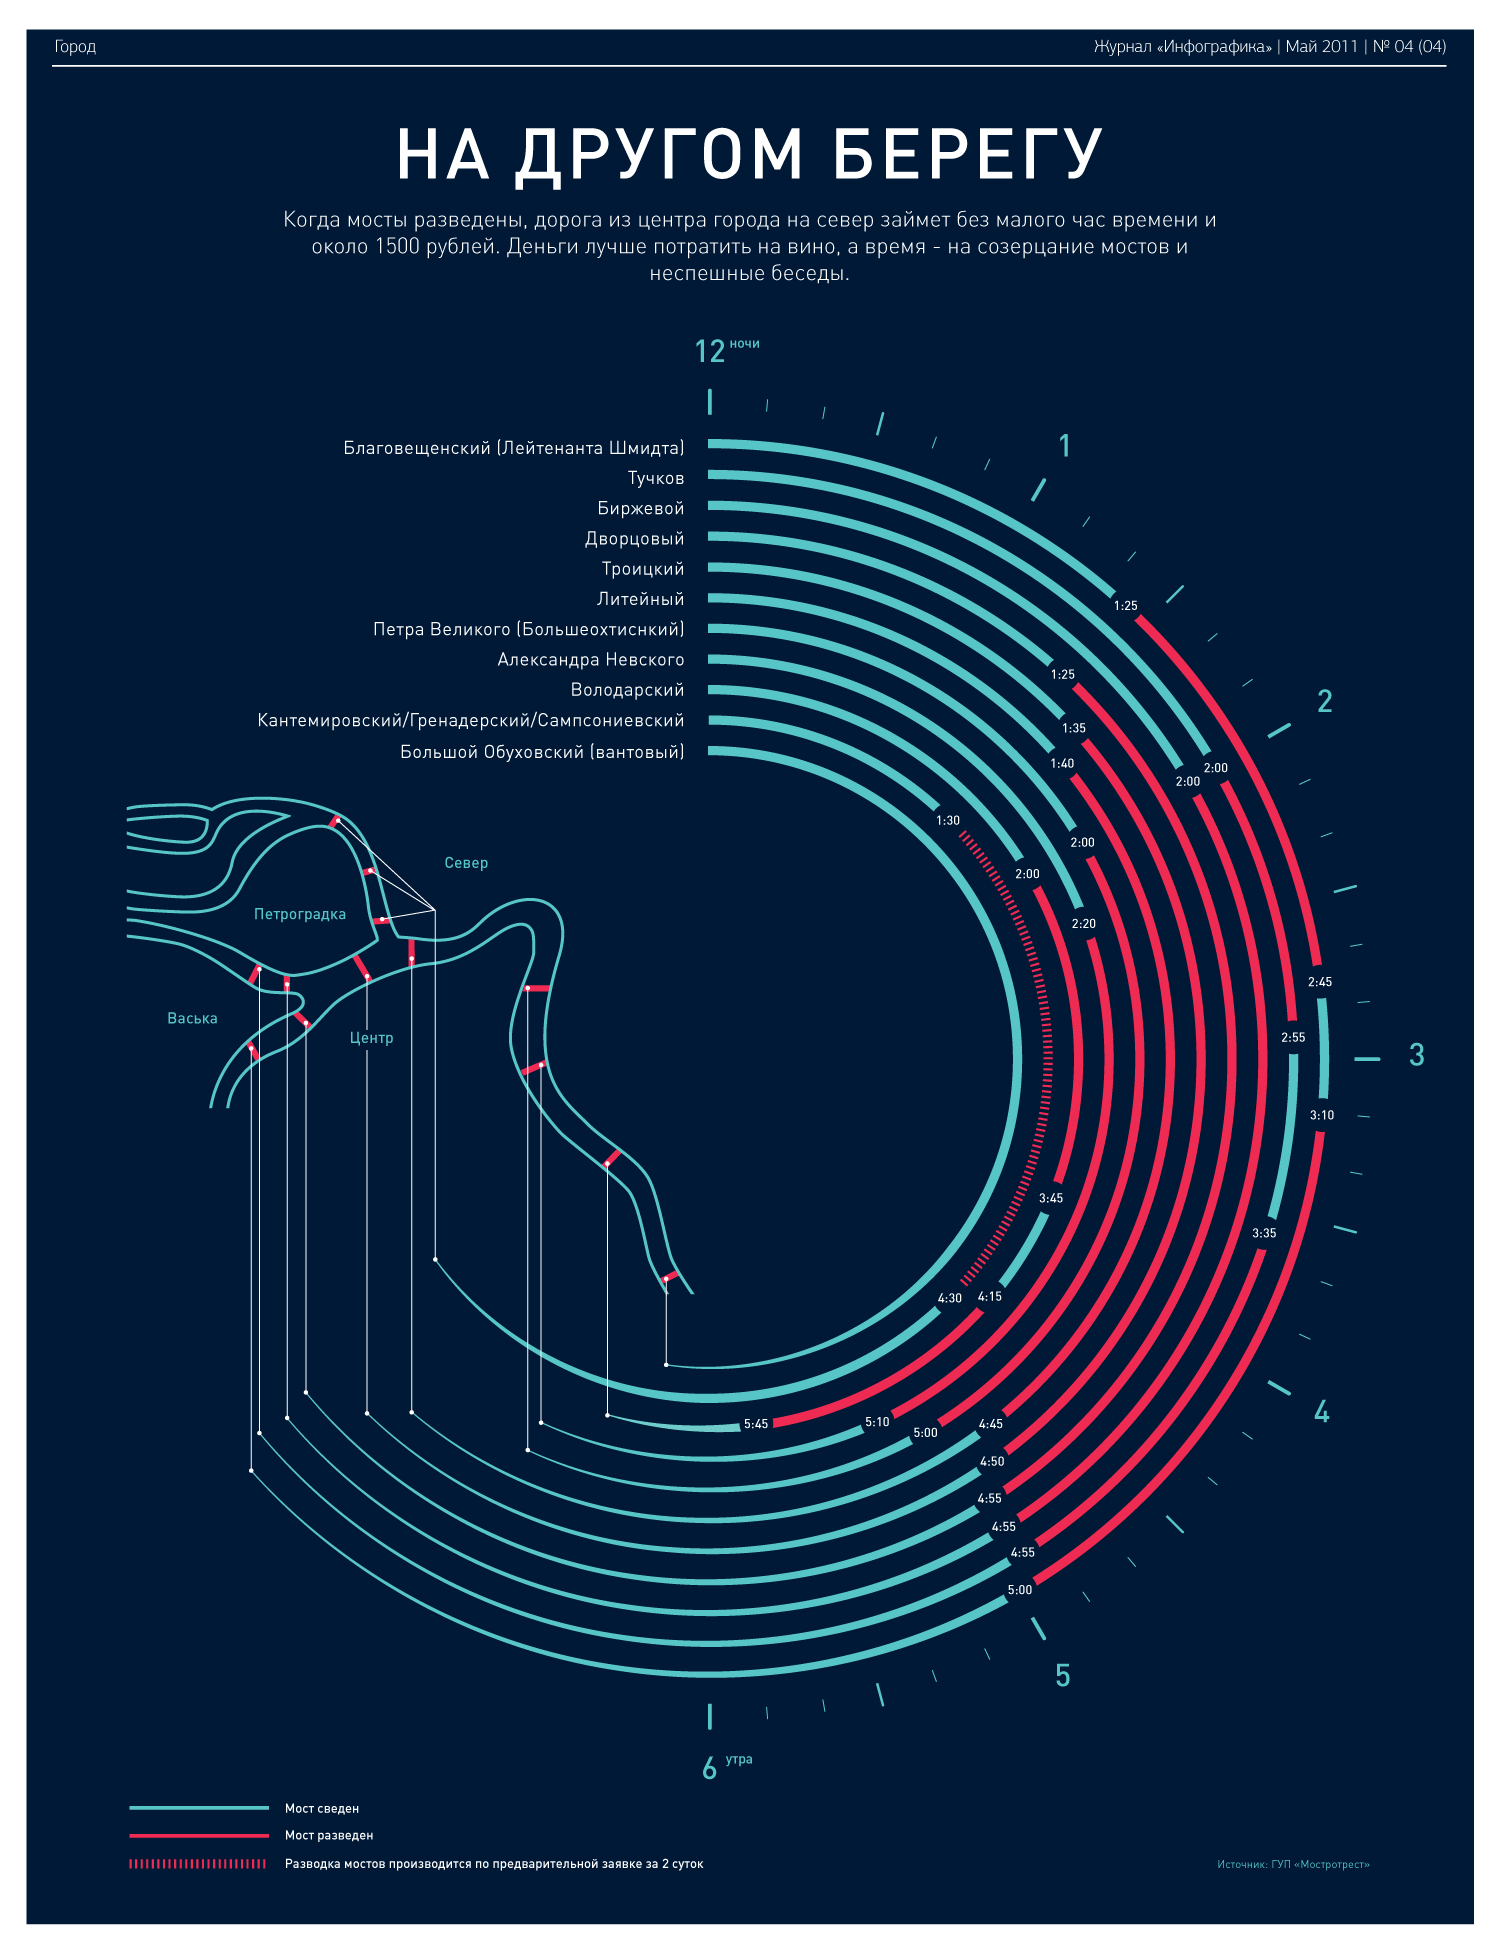 Город
Журнал «Инфографика» | Май 2011 | № 04 (04)
НА ДРУГОМ БЕРЕГУ
Когда мосты разведены, дорога из центра города на север займет без малого час времени и
около 1500 рублей. Деньги лучше потратить на вино, а время - на созерцание мостов и
неспешные беседы.
12 ночи
1
2
3
4
5
6 утра
Благовещенский (Лейтенанта Шмидта)
Тучков
Биржевой
Дворцовый
Троицкий
Литейный
Петра Великого (Большеохтиснкий)
Александра Невского
Володарский
Кантемировский/Гренадерский/Сампсониевский
Большой Обуховский (вантовый)
1:25
1:25
1:35
1:40
2:00
2:00
1:30
2:00
2:00
2:20
2:45
2:55
3:10
3:45
3:35
4:30
4:15
5:45
5:10
5:00
4:45
4:50
4:55
4:55
4:55
5:00
Север
Петроградка
Васька
Центр
Мост сведен
Мост разведен
Разводка мостов производится по предварительной заявке за 2 суток
Источник: ГУП «Мостротрест»